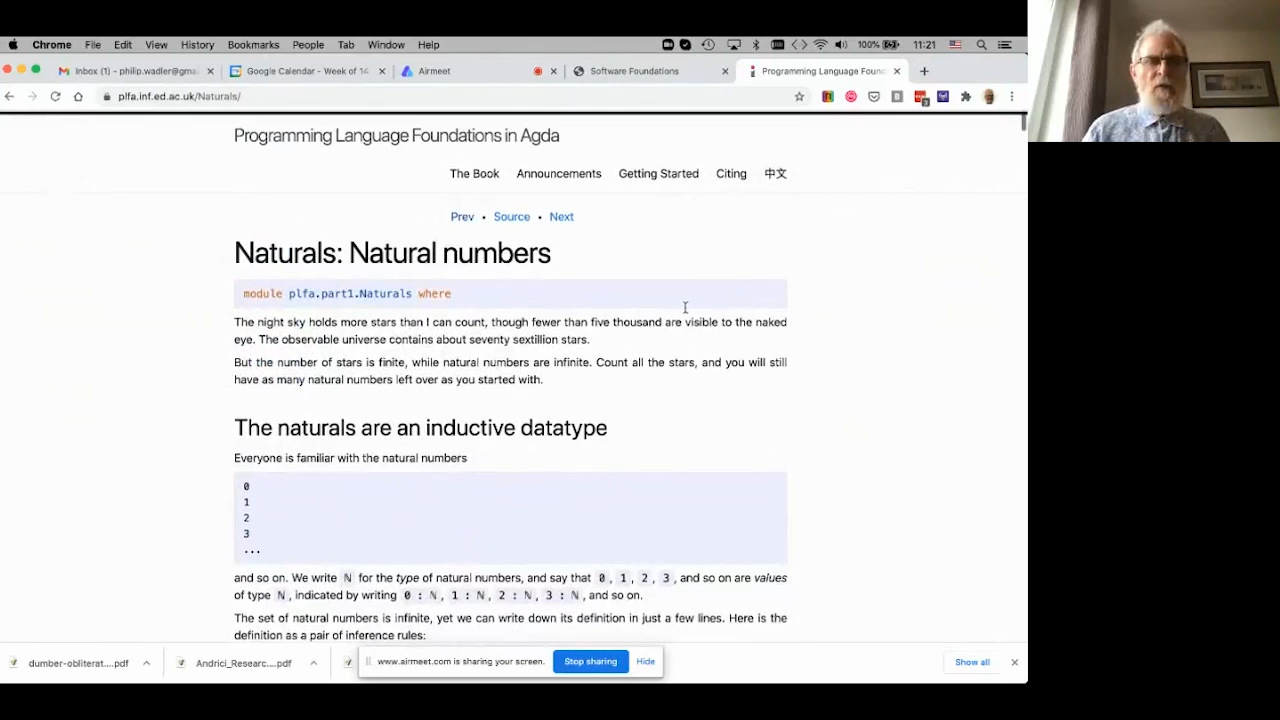 Chrome File Edit View History Bookmarks People Tab Window Help 100% 11:21
Inbox (1) - philip.wadler@gma Google Calendar - Week of 14 Airmeet Software Foundations Programming Language Foun
plfa.inf.ed.ac.uk/Naturals/
Programming Language Foundations in Agda
The Book Announcements Getting Started Citing 中文
Prev • Source • Next
Naturals: Natural numbers
module plfa.part1.Naturals where
The night sky holds more stars than I can count, though fewer than five thousand are visible to the naked
eye. The observable universe contains about seventy sextillion stars.
But the number of stars is finite, while natural numbers are infinite. Count all the stars, and you will still
have as many natural numbers left over as you started with.
The naturals are an inductive datatype
Everyone is familiar with the natural numbers
0
1
2
3
...
and so on. We write ℕ for the type of natural numbers, and say that 0, 1, 2, 3, and so on are values
of type ℕ, indicated by writing 0 : ℕ, 1 : ℕ, 2 : ℕ, 3 : ℕ, and so on.
The set of natural numbers is infinite, yet we can write down its definition in just a few lines. Here is the
definition as a pair of inference rules:
dumber-obliterat....pdf Andrici_Researc....pdf www.airmeet.com is sharing your screen. Stop sharing Hide Show all